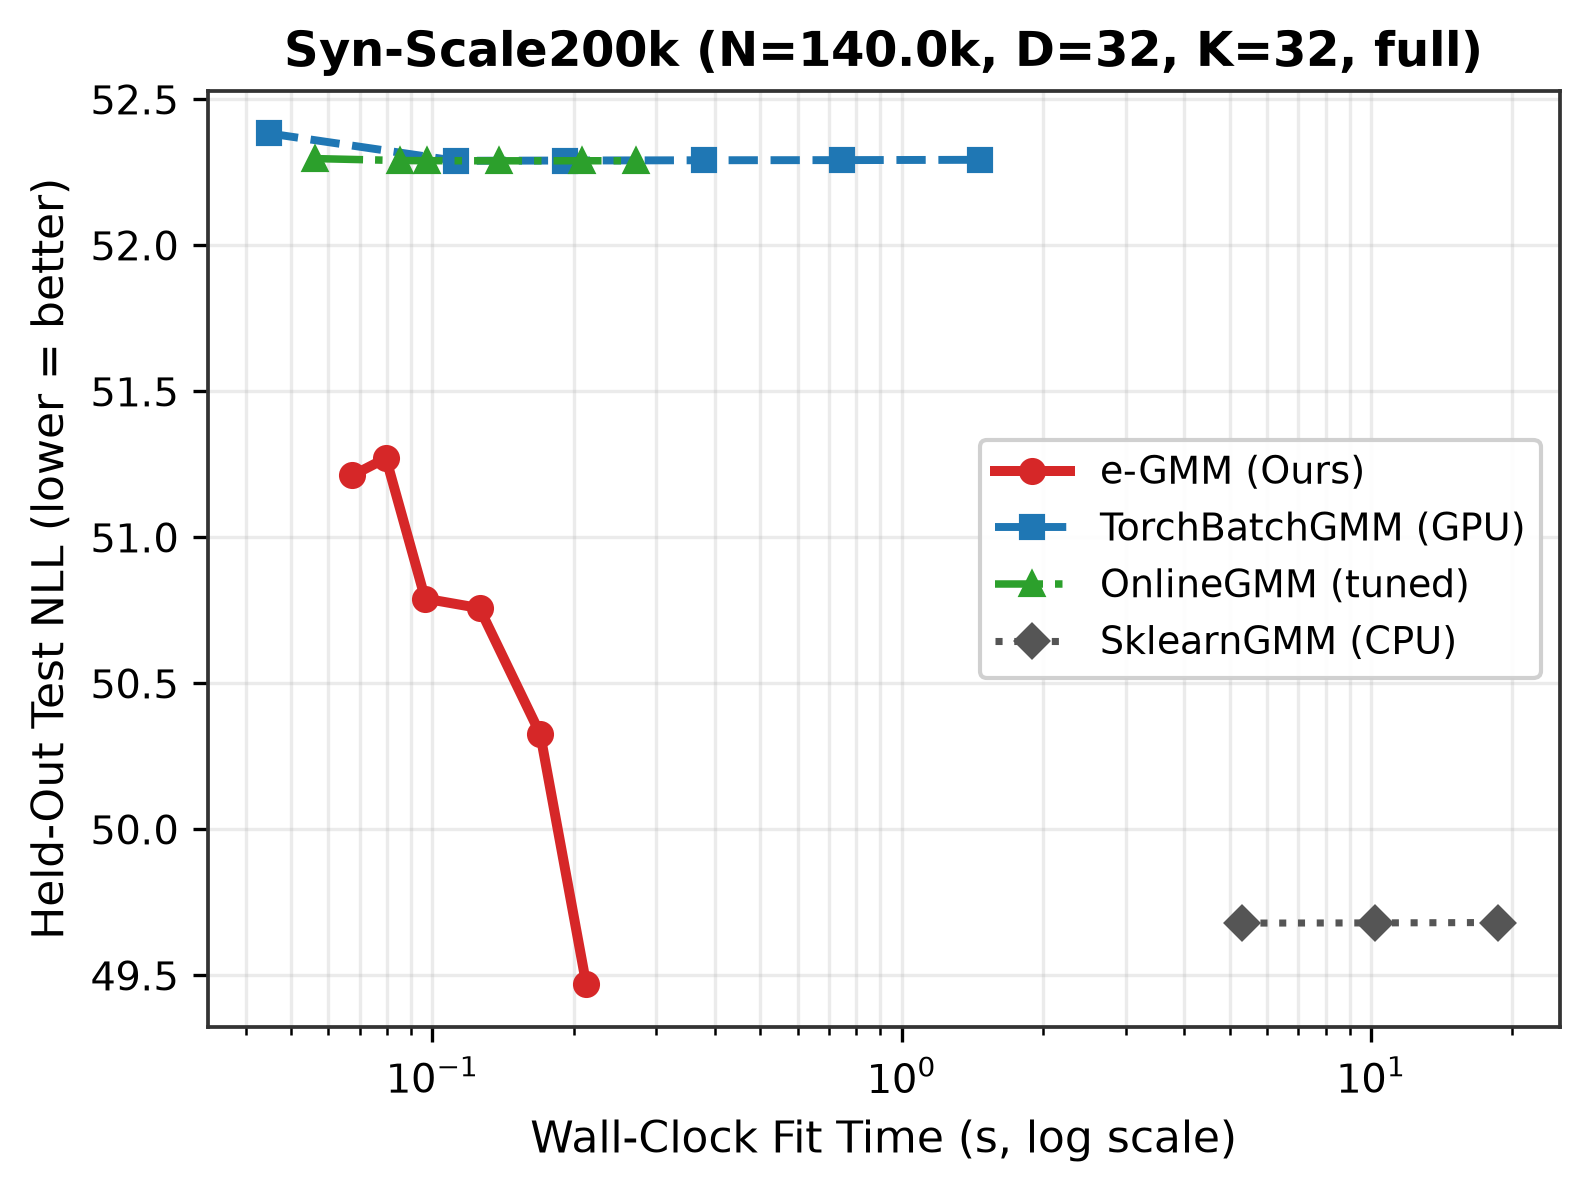 Syn-Scale200k (N=140.0k, D=32, K=32, full)
Held-Out Test NLL (lower = better)
52.5
52.0
51.5
51.0
50.5
50.0
49.5
e-GMM (Ours)
TorchBatchGMM (GPU)
OnlineGMM (tuned)
SklearnGMM (CPU)
10⁻¹ 10⁰ 10¹
Wall-Clock Fit Time (s, log scale)